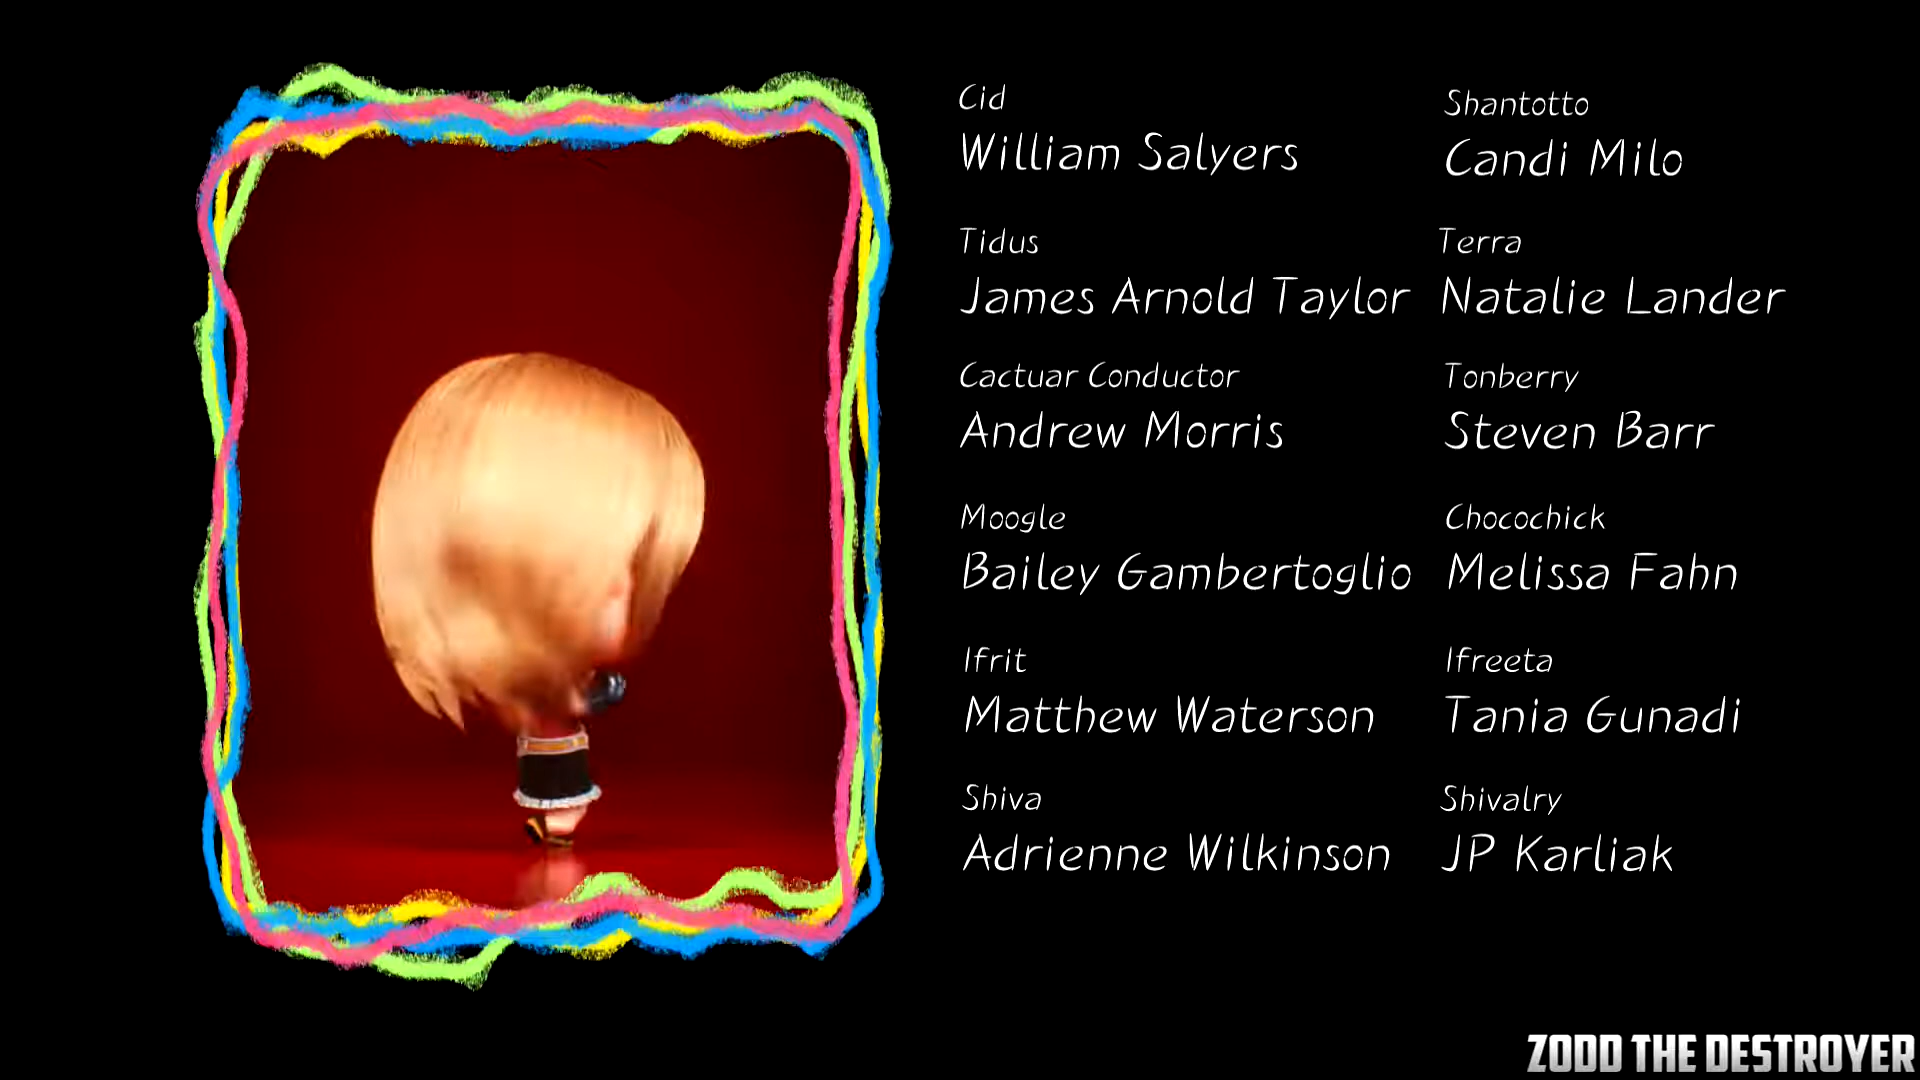 Cid
William Salyers
Shantotto
Candi Milo
Tidus
James Arnold Taylor
Terra
Natalie Lander
Cactuar Conductor
Andrew Morris
Tonberry
Steven Barr
Moogle
Bailey Gambertoglio
Chocochick
Melissa Fahn
Ifrit
Matthew Waterson
Ifreeta
Tania Gunadi
Shiva
Adrienne Wilkinson
Shivalry
JP Karliak
ZODD THE DESTROYER